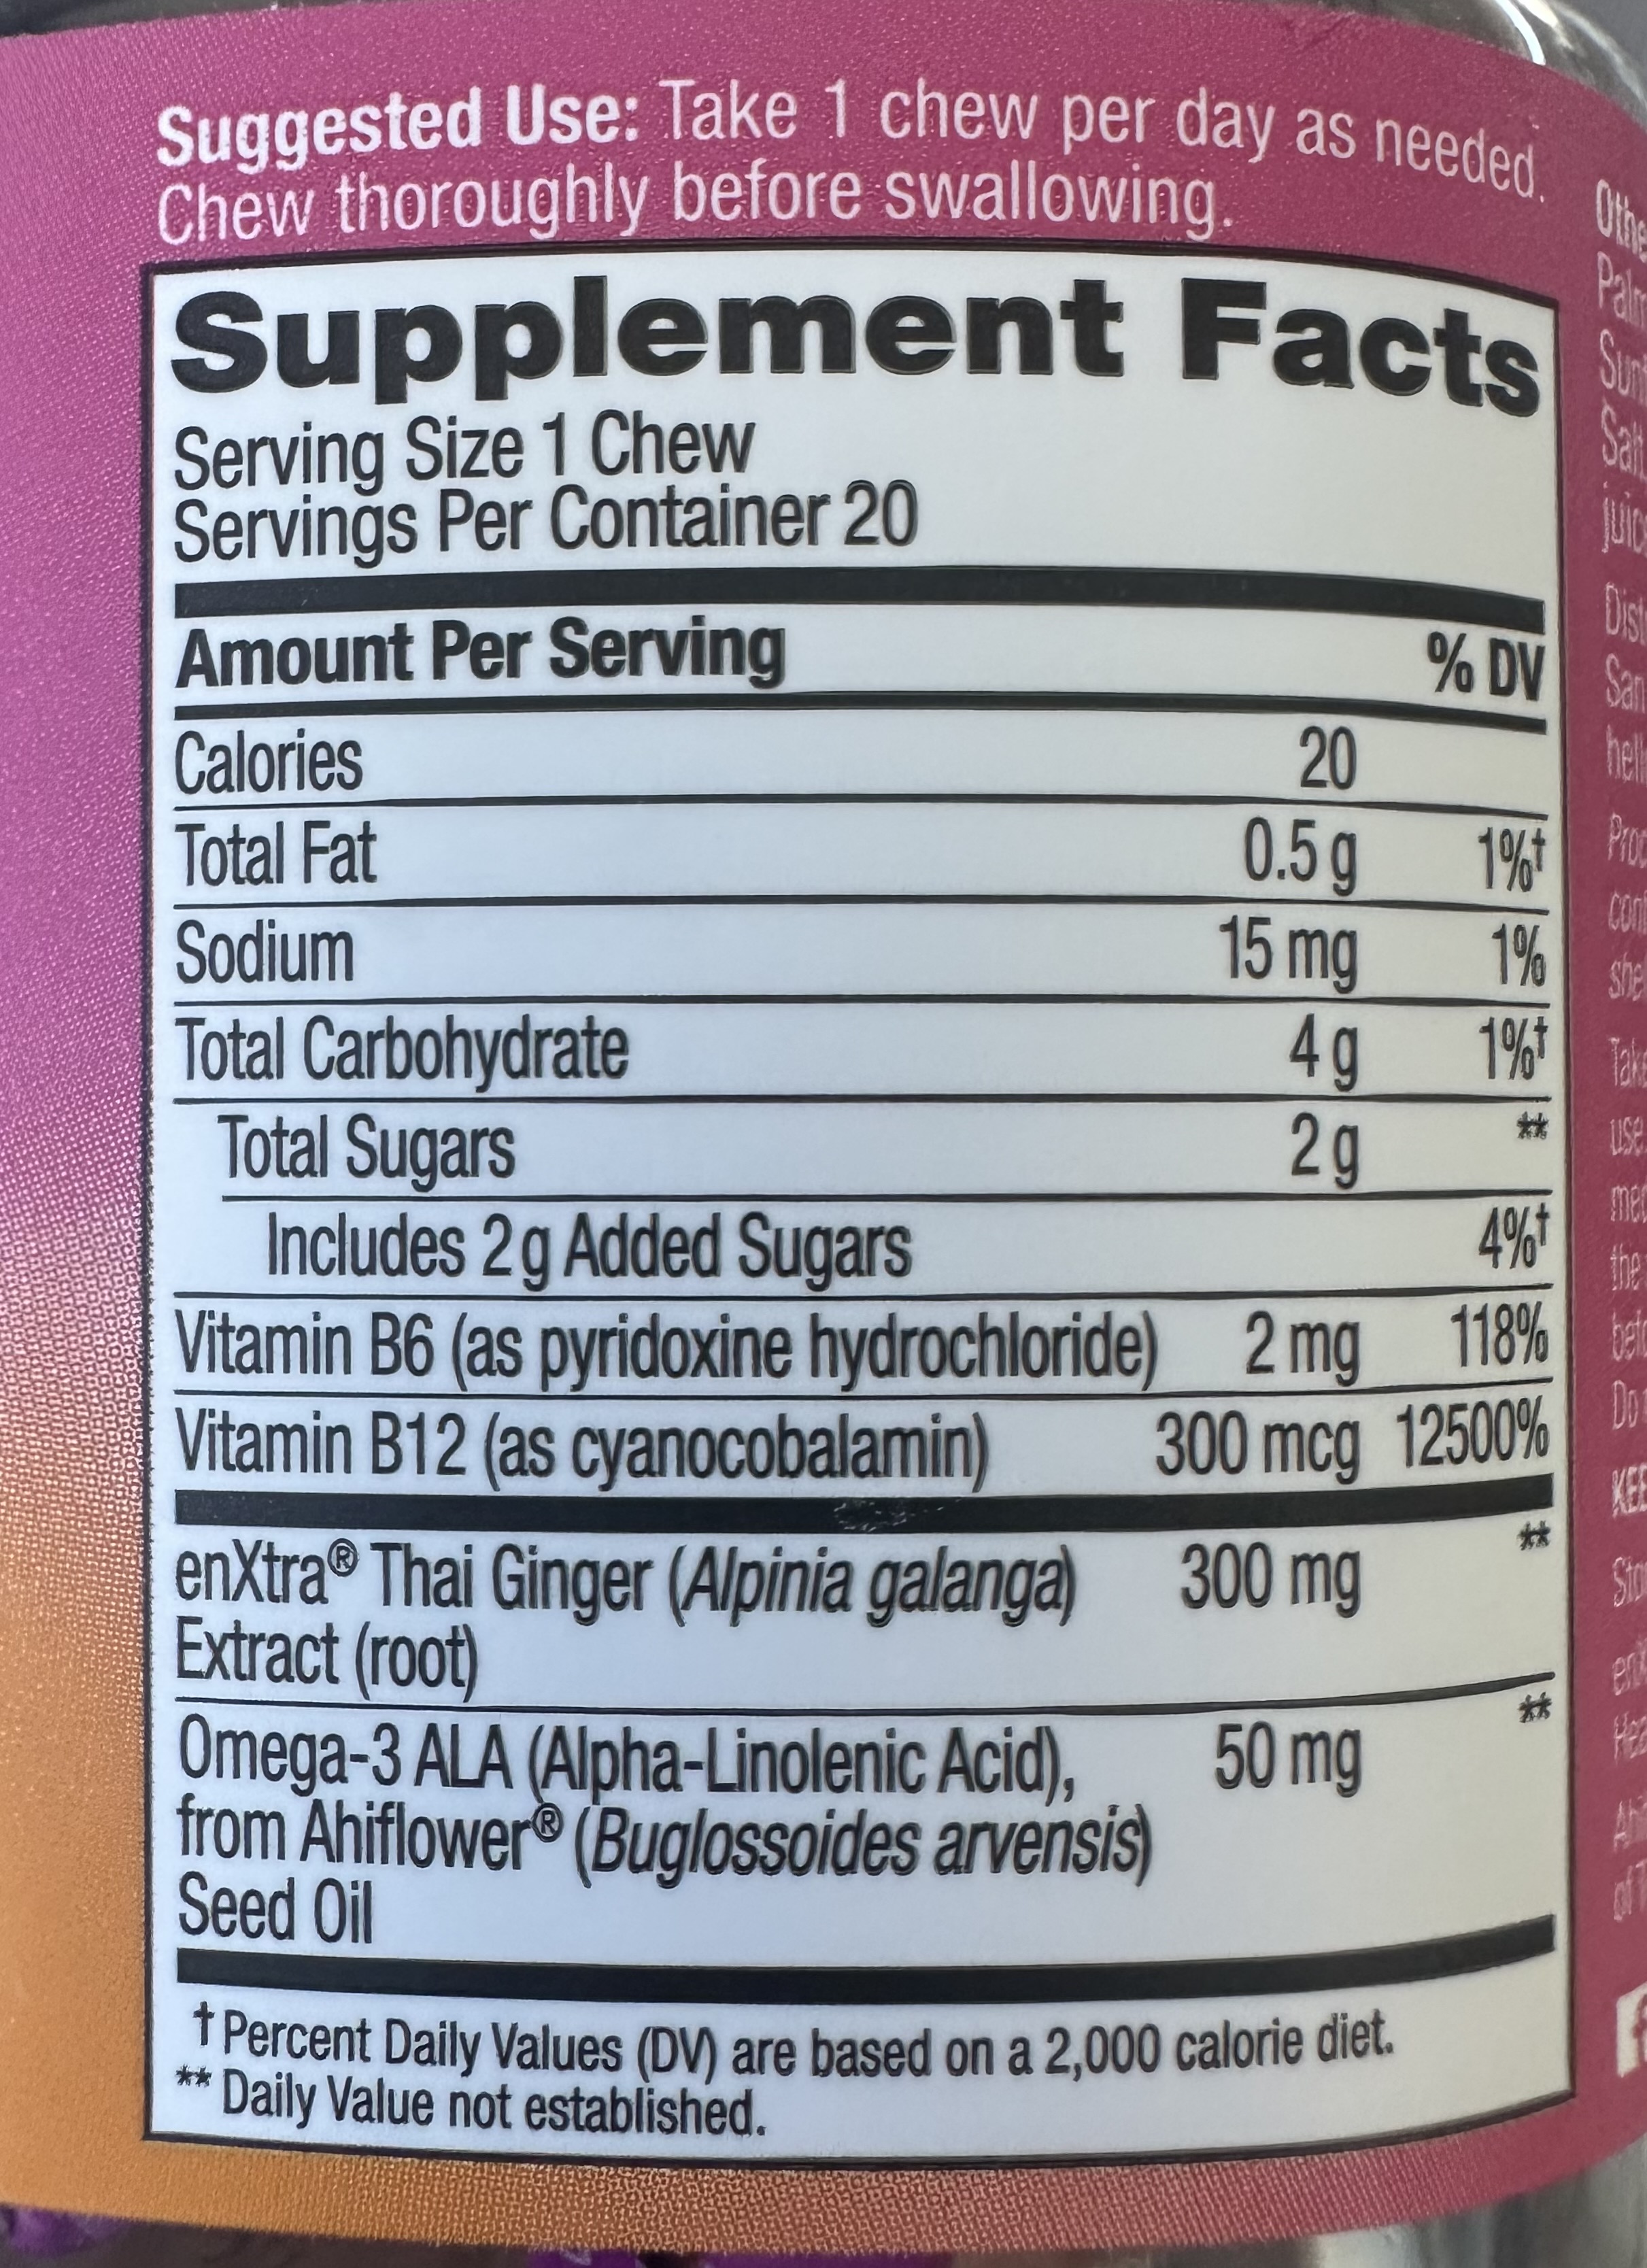 Suggested Use: Take 1 chew per day as needed.
Chew thoroughly before swallowing.
Supplement Facts
Serving Size 1 Chew
Servings Per Container 20
Amount Per Serving % DV
Calories 20
Total Fat 0.5 g 1%†
Sodium 15 mg 1%
Total Carbohydrate 4 g 1%†
Total Sugars 2 g **
Includes 2 g Added Sugars 4%†
Vitamin B6 (as pyridoxine hydrochloride) 2 mg 118%
Vitamin B12 (as cyanocobalamin) 300 mcg 12500%
enXtra® Thai Ginger (Alpinia galanga) 300 mg **
Extract (root)
Omega-3 ALA (Alpha-Linolenic Acid), 50 mg **
from Ahiflower® (Buglossoides arvensis)
Seed Oil
† Percent Daily Values (DV) are based on a 2,000 calorie diet.
** Daily Value not established.